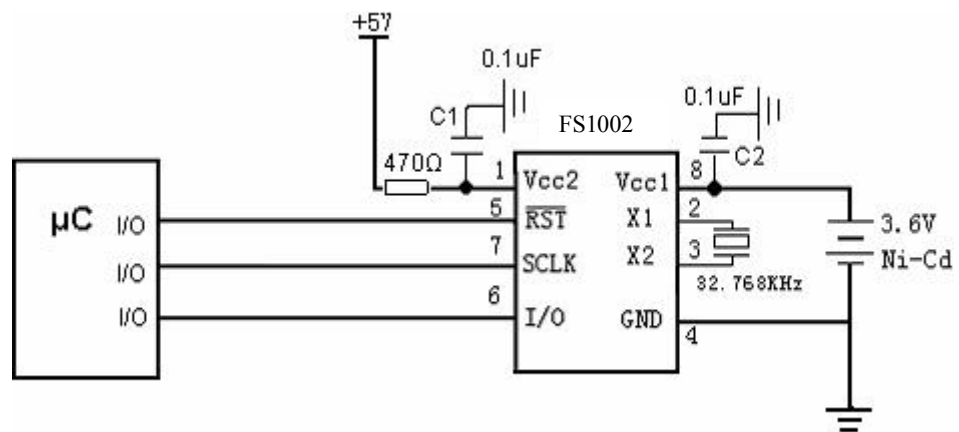 +5V
0.1uF
C1
FS1002
0.1uF
C2
470Ω
1
Vcc2
Vcc1
8
μC
I/O
5
RST
X1
2
I/O
7
SCLK
X2
3
32.768KHz
3.6V
Ni-Cd
I/O
6
I/O
GND
4